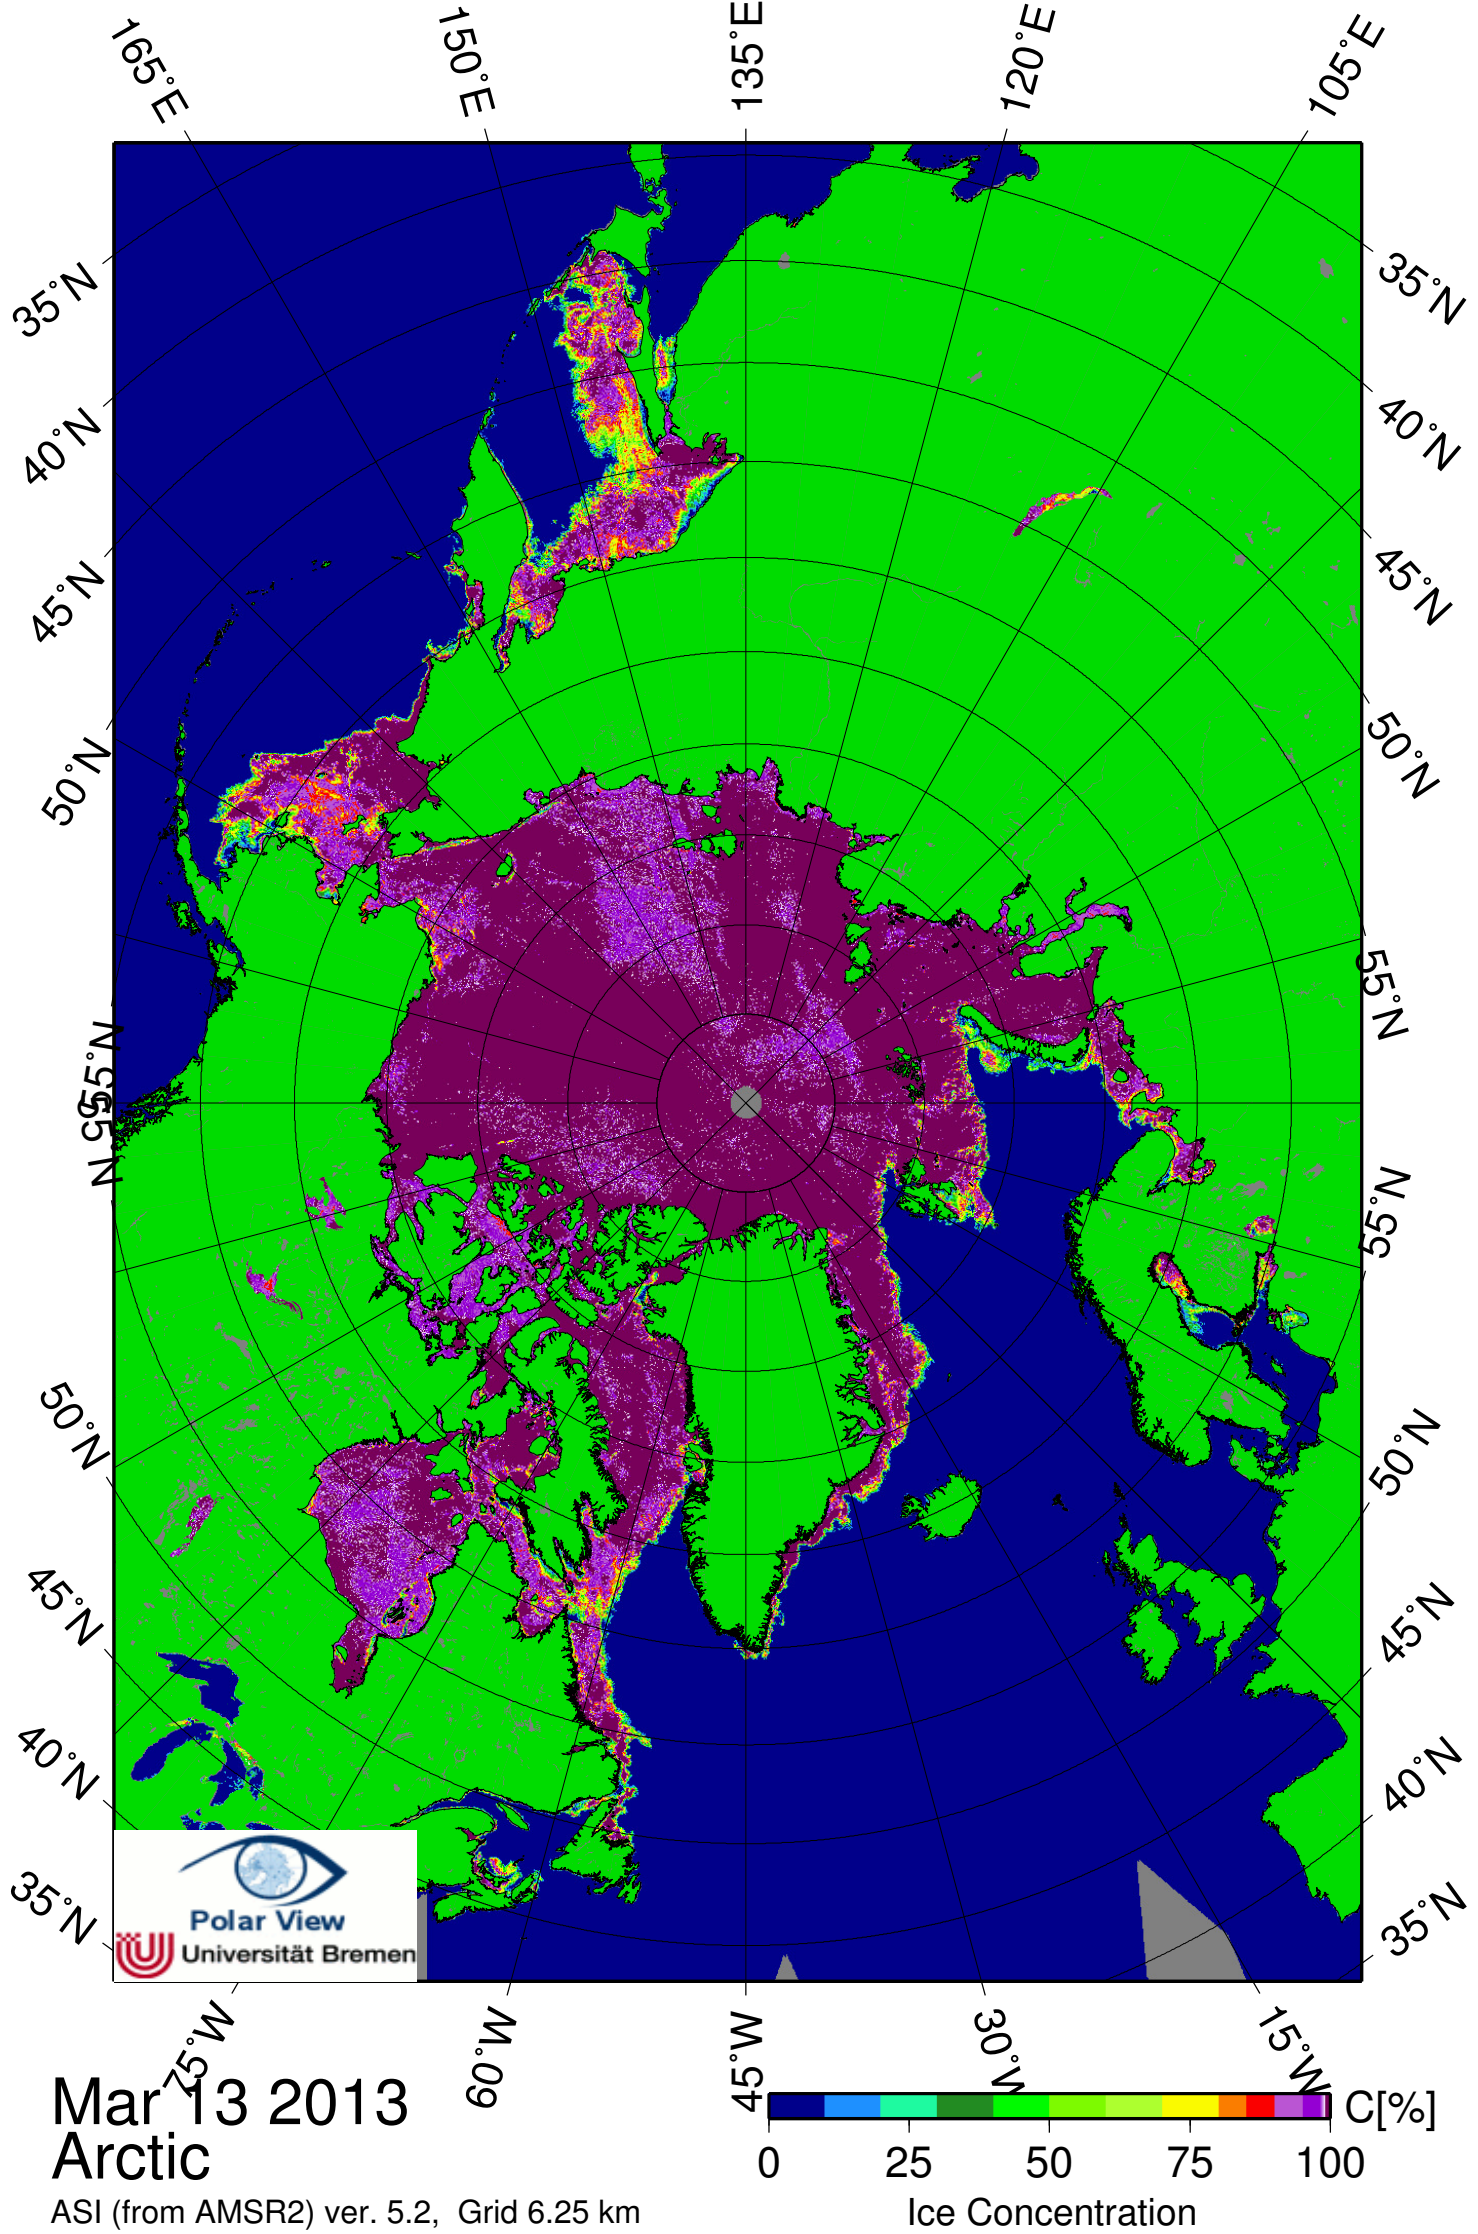 165°E 150°E 135°E 120°E 105°E
35°N 35°N
40°N 40°N
45°N 45°N
50°N 50°N
55°N 55°N
55°N 55°N
50°N 50°N
45°N 45°N
40°N 40°N
35°N 35°N
Polar View
Universität Bremen
75°W 60°W 45°W 30°W 15°W
Mar 13 2013
Arctic
ASI (from AMSR2) ver. 5.2, Grid 6.25 km
C[%]
0 25 50 75 100
Ice Concentration